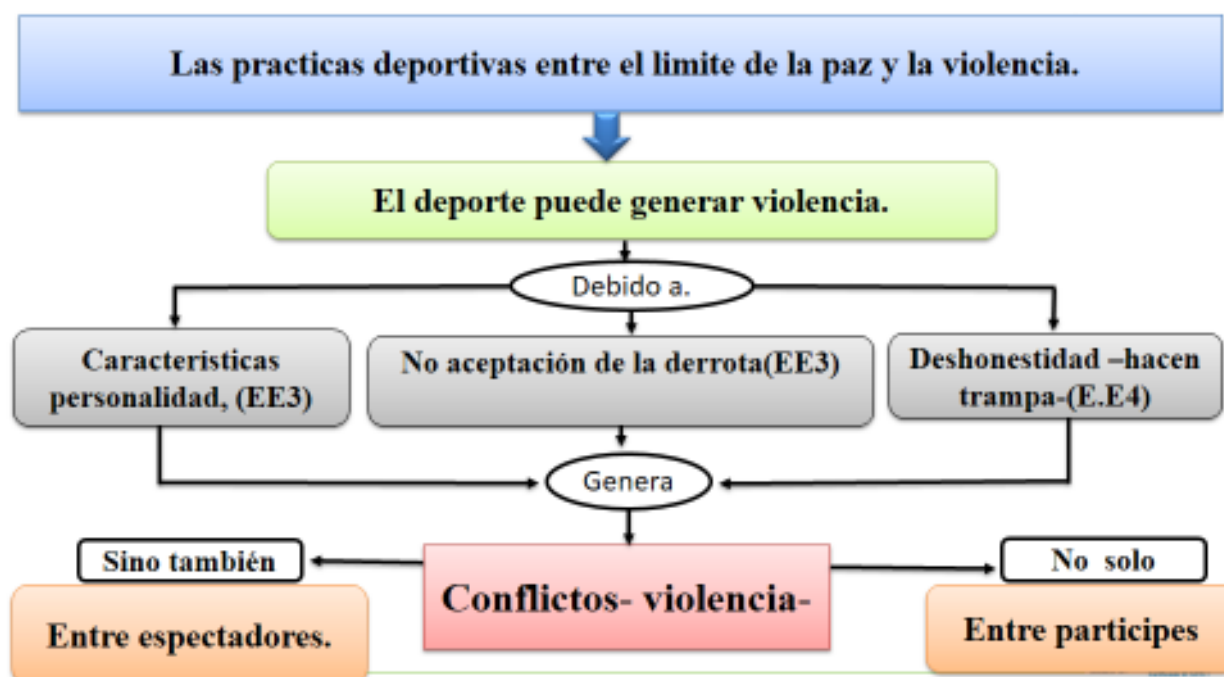 Las practicas deportivas entre el limite de la paz y la violencia.
El deporte puede generar violencia.
Debido a.
Características
personalidad, (EE3)
No aceptación de la derrota(EE3)
Deshonestidad –hacen
trampa-(E.E4)
Genera
Sino también
Conflictos- violencia-
No solo
Entre espectadores.
Entre participes